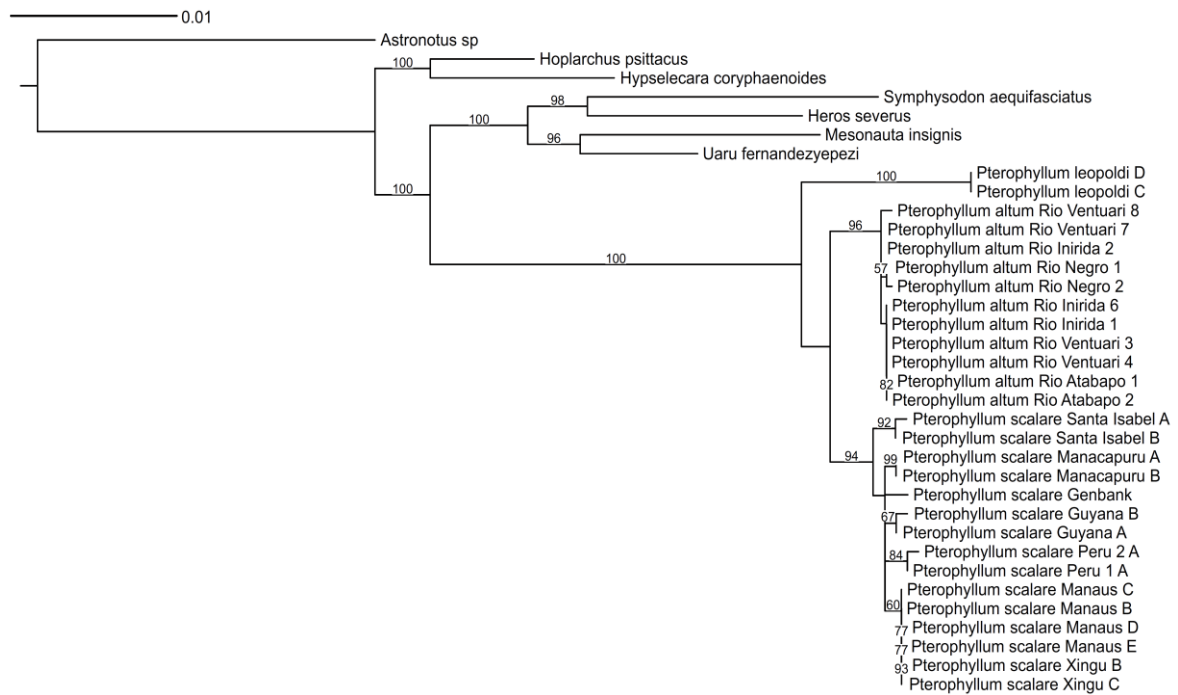 0.01
Astronotus sp
100
Hoplarchus psittacus
Hypselecara coryphaenoides
98
Symphysodon aequifasciatus
100
Heros severus
96
Mesonauta insignis
Uaru fernandezyepezi
100
100
Pterophyllum leopoldi D
Pterophyllum leopoldi C
Pterophyllum altum Rio Ventuari 8
96
Pterophyllum altum Rio Ventuari 7
Pterophyllum altum Rio Inirida 2
100
57
Pterophyllum altum Rio Negro 1
Pterophyllum altum Rio Negro 2
Pterophyllum altum Rio Inirida 6
Pterophyllum altum Rio Inirida 1
Pterophyllum altum Rio Ventuari 3
Pterophyllum altum Rio Ventuari 4
82
Pterophyllum altum Rio Atabapo 1
Pterophyllum altum Rio Atabapo 2
92
Pterophyllum scalare Santa Isabel A
Pterophyllum scalare Santa Isabel B
94
99
Pterophyllum scalare Manacapuru A
Pterophyllum scalare Manacapuru B
Pterophyllum scalare Genbank
67
Pterophyllum scalare Guyana B
Pterophyllum scalare Guyana A
84
Pterophyllum scalare Peru 2 A
Pterophyllum scalare Peru 1 A
Pterophyllum scalare Manaus C
60
Pterophyllum scalare Manaus B
77
Pterophyllum scalare Manaus D
77
Pterophyllum scalare Manaus E
93
Pterophyllum scalare Xingu B
Pterophyllum scalare Xingu C